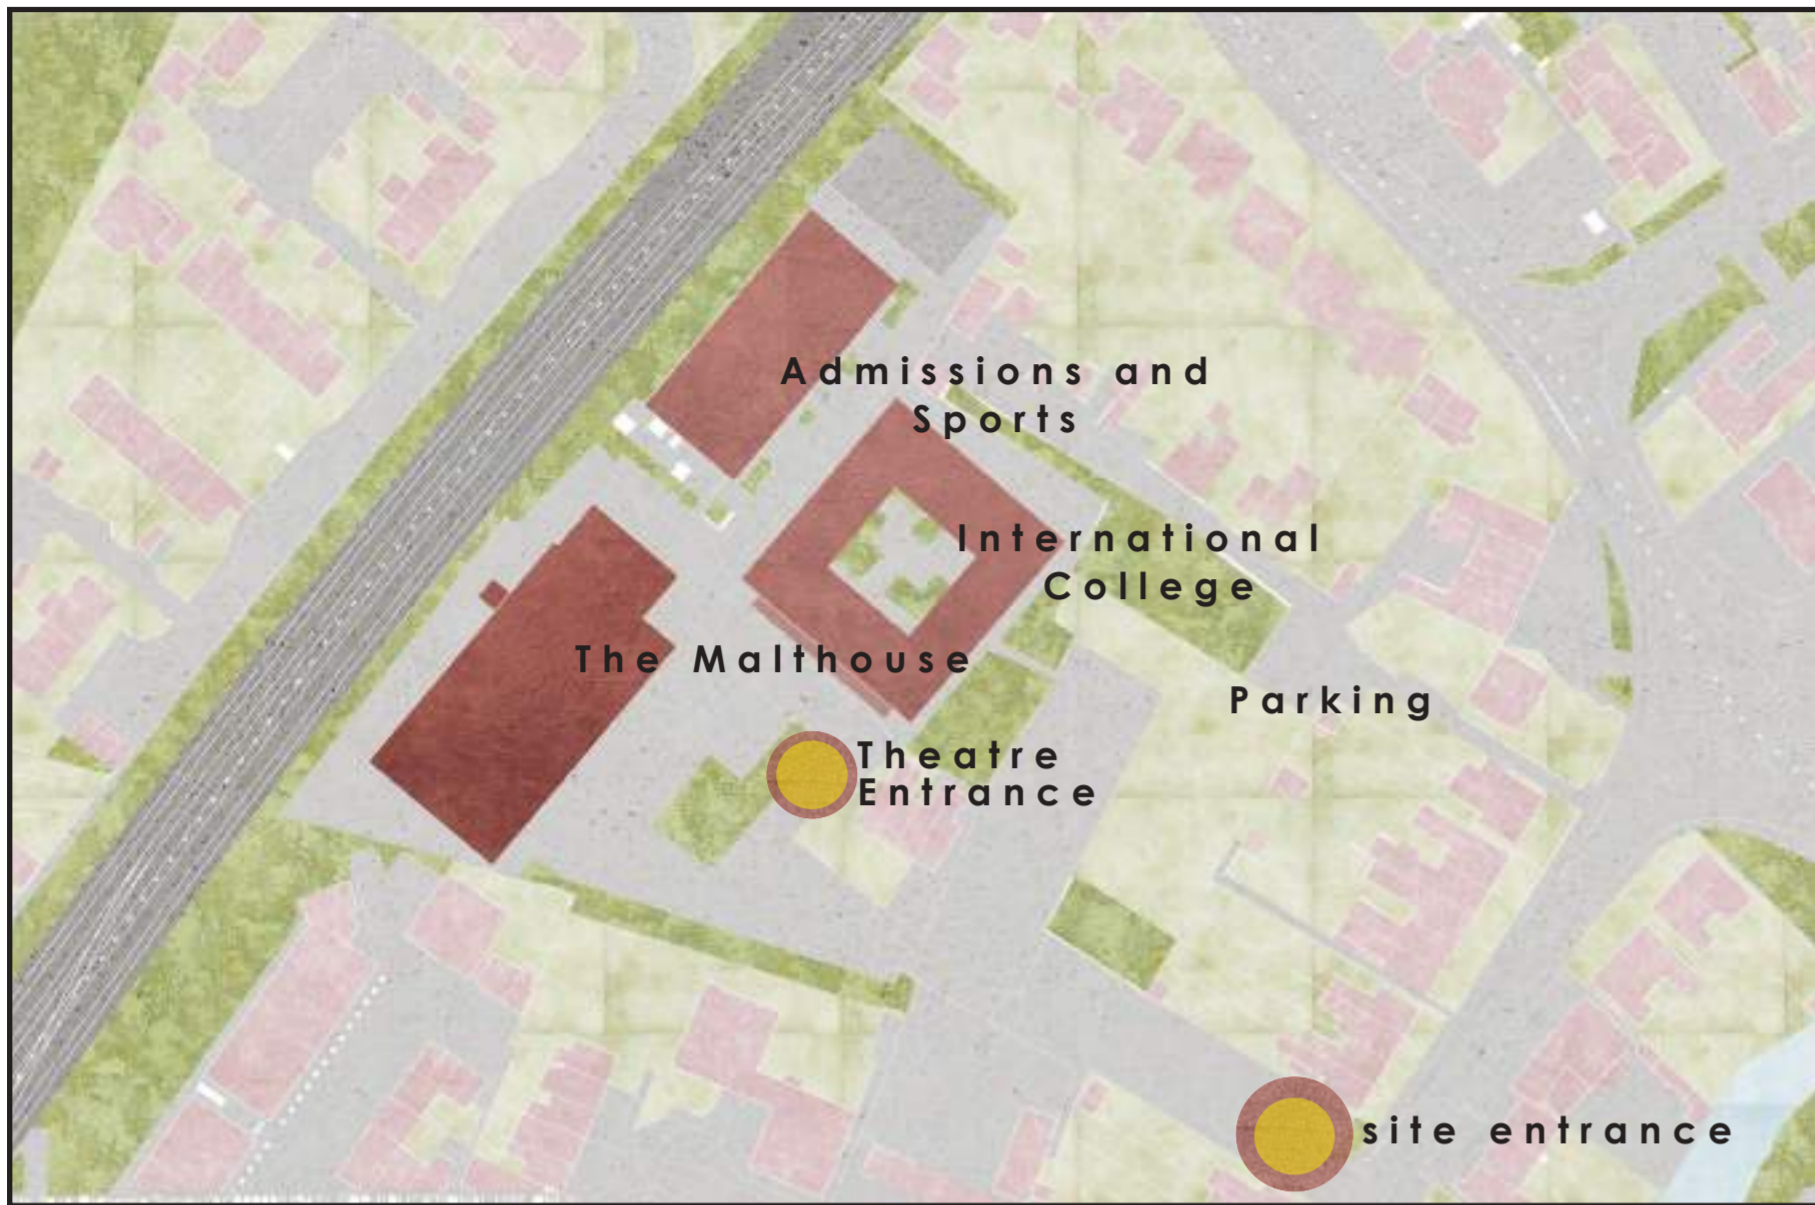 Admissions and
Sports
International
College
The Malthouse
Parking
Theatre
Entrance
site entrance